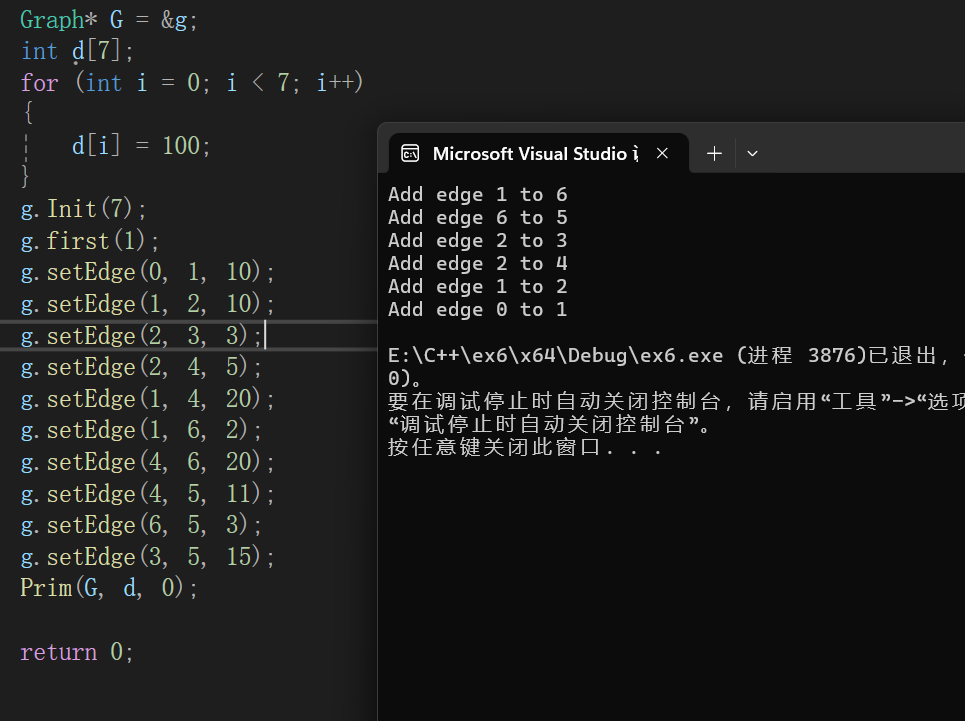 Graph* G = &g;
int d[7];
for (int i = 0; i < 7; i++)
{
d[i] = 100;
}
g.Init(7);
g.first(1);
g.setEdge(0, 1, 10);
g.setEdge(1, 2, 10);
g.setEdge(2, 3, 3);
g.setEdge(2, 4, 5);
g.setEdge(1, 4, 20);
g.setEdge(1, 6, 2);
g.setEdge(4, 6, 20);
g.setEdge(4, 5, 11);
g.setEdge(6, 5, 3);
g.setEdge(3, 5, 15);
Prim(G, d, 0);
return 0;
Microsoft Visual Studio
Add edge 1 to 6
Add edge 6 to 5
Add edge 2 to 3
Add edge 2 to 4
Add edge 1 to 2
Add edge 0 to 1
E:\C++\ex6\x64\Debug\ex6.exe (进程 3876)已退出，
0)。
要在调试停止时自动关闭控制台，请启用“工具”->“选项
“调试停止时自动关闭控制台”。
按任意键关闭此窗口. . .